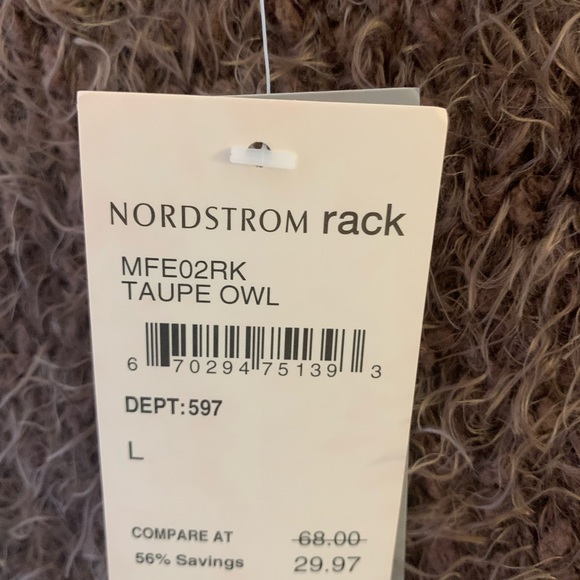 NORDSTROM rack
MFE02RK
TAUPE OWL
6 70294 75139 3
DEPT:597
L
COMPARE AT 68.00
56% Savings 29.97